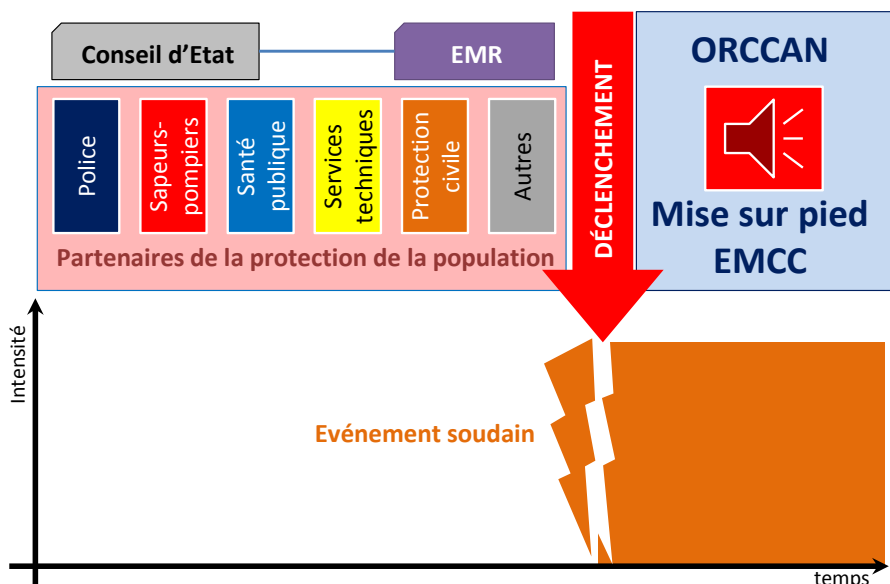 Conseil d'Etat
EMR
Police
Sapeurs-
pompiers
Santé
publique
Services
techniques
Protection
civile
Autres
Partenaires de la protection de la population
DÉCLENCHEMENT
ORCCAN
Mise sur pied
EMCC
Intensité
Evénement soudain
temps